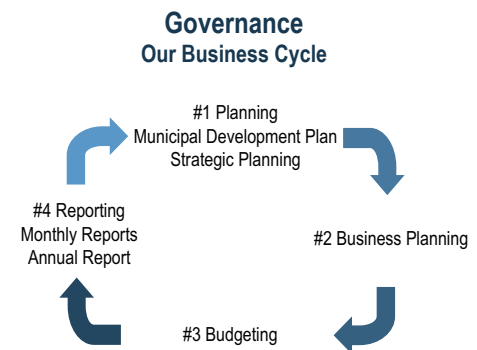 Governance
Our Business Cycle
#1 Planning
Municipal Development Plan
Strategic Planning
#2 Business Planning
#3 Budgeting
#4 Reporting
Monthly Reports
Annual Report